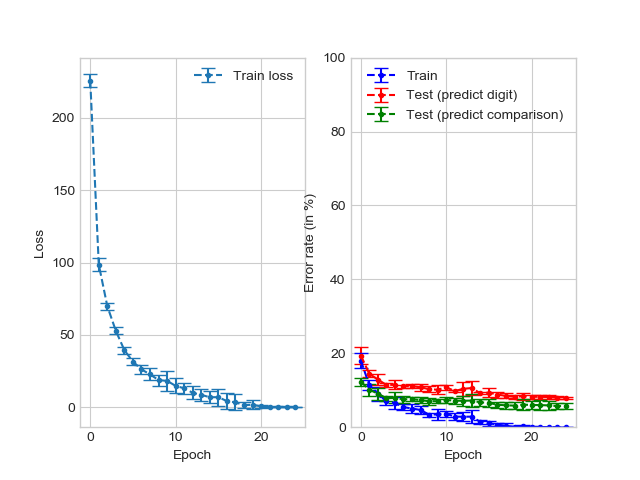 Train loss
200
150
100
50
0
0 10 20
Loss
Epoch
Train
Test (predict digit)
Test (predict comparison)
100
80
60
40
20
0
0 10 20
Error rate (in %)
Epoch